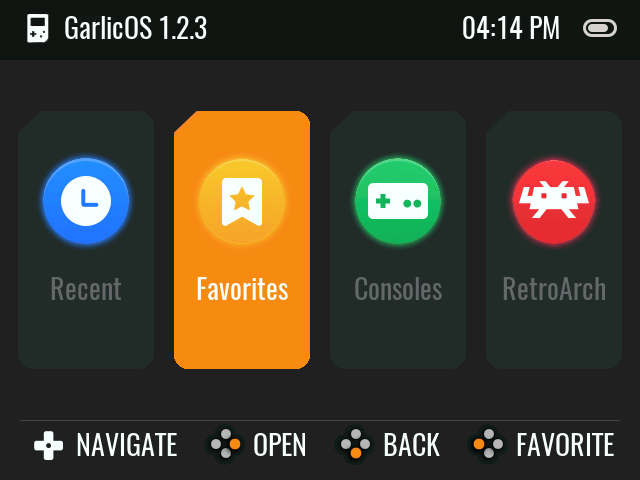 GarlicOS 1.2.3 04:14 PM
Recent Favorites Consoles RetroArch
NAVIGATE OPEN BACK FAVORITE